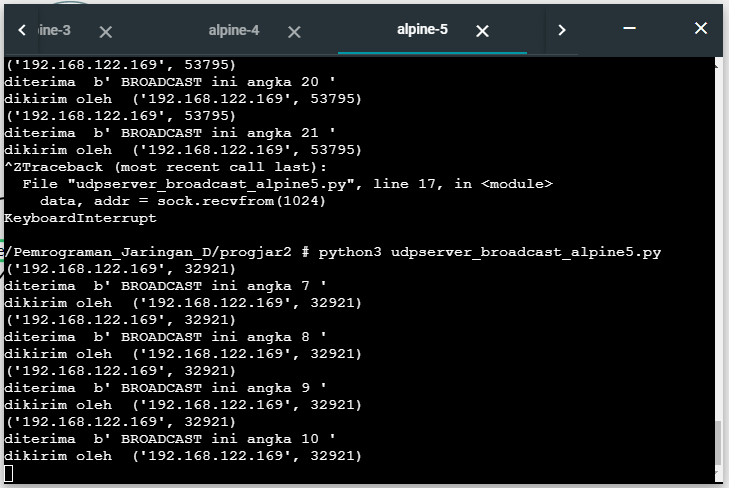 ine-3
alpine-4
alpine-5
('192.168.122.169', 53795)
diterima  b' BROADCAST ini angka 20 '
dikirim oleh  ('192.168.122.169', 53795)
('192.168.122.169', 53795)
diterima  b' BROADCAST ini angka 21 '
dikirim oleh  ('192.168.122.169', 53795)
^ZTraceback (most recent call last):
  File "udpserver_broadcast_alpine5.py", line 17, in <module>
    data, addr = sock.recvfrom(1024)
KeyboardInterrupt
/Pemrograman_Jaringan_D/progjar2 # python3 udpserver_broadcast_alpine5.py
('192.168.122.169', 32921)
diterima  b' BROADCAST ini angka 7 '
dikirim oleh  ('192.168.122.169', 32921)
('192.168.122.169', 32921)
diterima  b' BROADCAST ini angka 8 '
dikirim oleh  ('192.168.122.169', 32921)
('192.168.122.169', 32921)
diterima  b' BROADCAST ini angka 9 '
dikirim oleh  ('192.168.122.169', 32921)
('192.168.122.169', 32921)
diterima  b' BROADCAST ini angka 10 '
dikirim oleh  ('192.168.122.169', 32921)